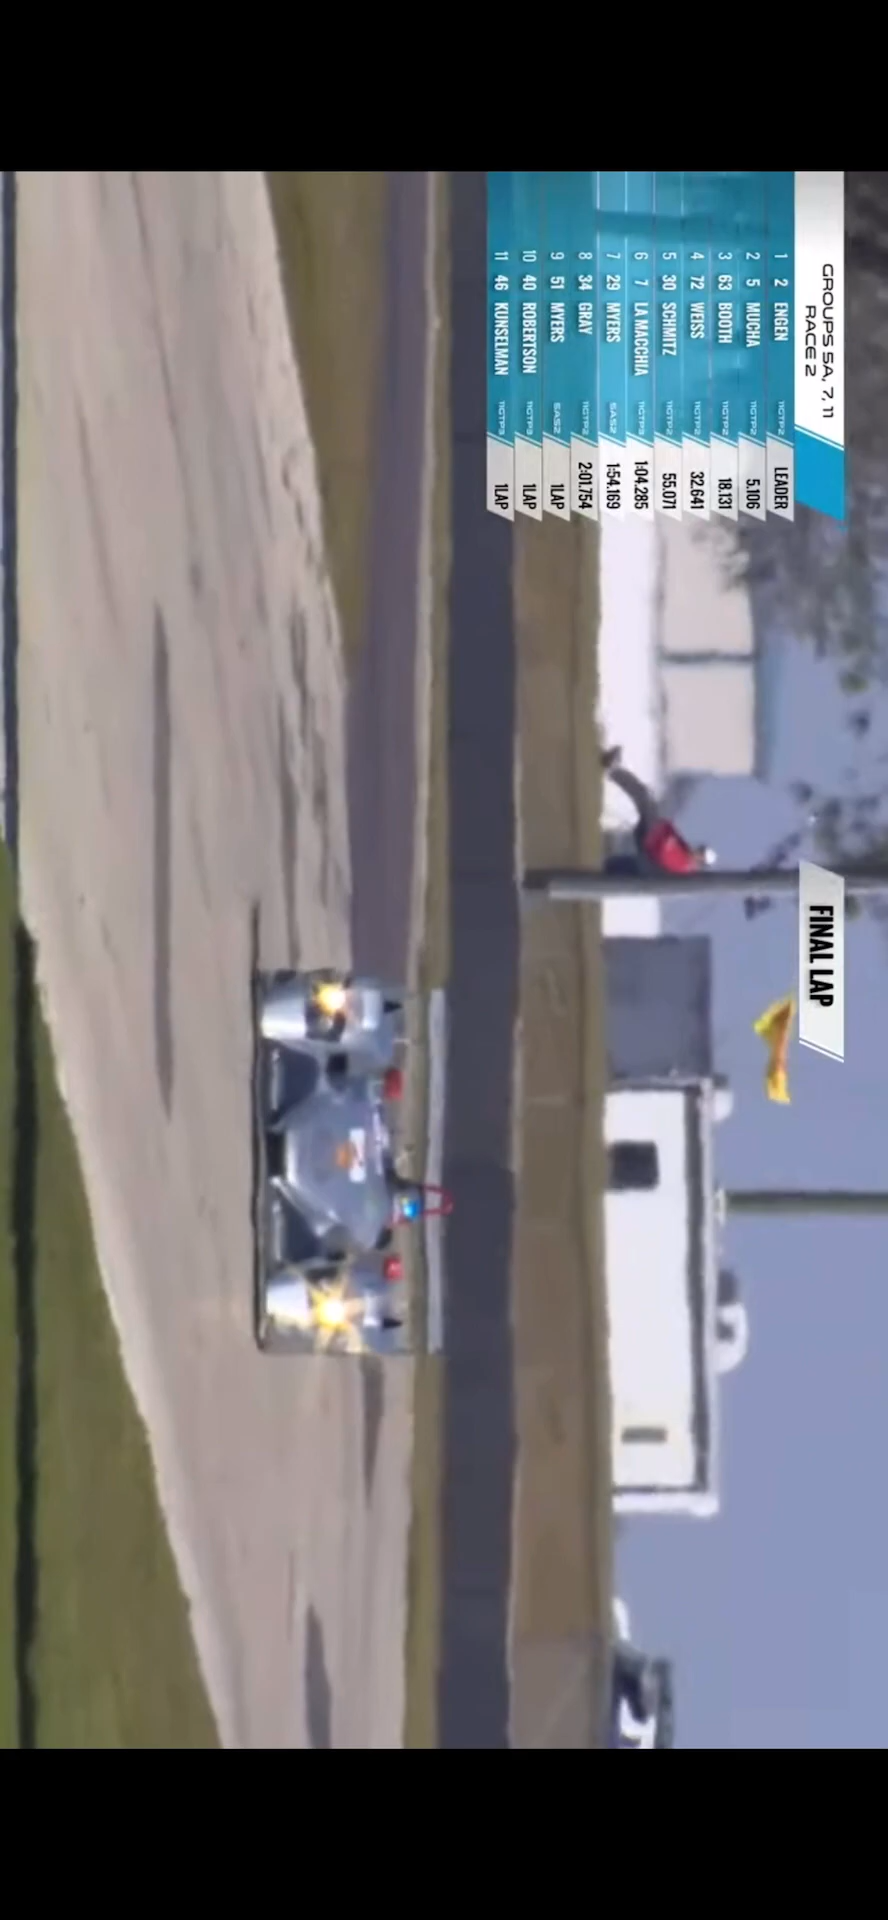 GROUPS 5A, 7, 11
RACE 2
1 2 ENGEN 11GTP2 LEADER
2 5 MUCHA 11GTP2 5.106
3 63 BOOTH 11GTP2 18.131
4 72 WEISS 11GTP2 32.641
5 30 SCHMITZ 11GTP2 55.071
6 7 LA MACCHIA 11GTP3 1:04.285
7 29 MYERS 5AS2 1:54.169
8 34 GRAY 11GTP2 2:01.754
9 51 MYERS 5AS2 1LAP
10 40 ROBERTSON 11GTP3 1LAP
11 46 KUNSELMAN 11GTP3 1LAP
FINAL LAP